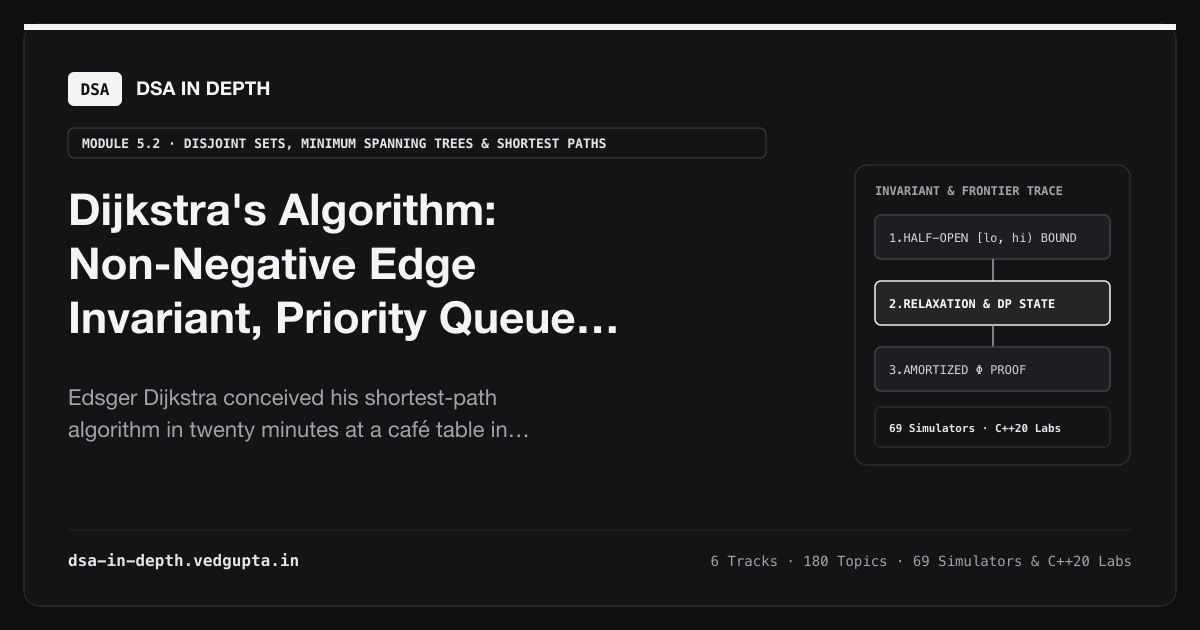 DSA DSA IN DEPTH
MODULE 5.2 · DISJOINT SETS, MINIMUM SPANNING TREES & SHORTEST PATHS
Dijkstra's Algorithm:
Non-Negative Edge
Invariant, Priority Queue…
Edsger Dijkstra conceived his shortest-path
algorithm in twenty minutes at a café table in…
INVARIANT & FRONTIER TRACE
1.HALF-OPEN [lo, hi) BOUND
2.RELAXATION & DP STATE
3.AMORTIZED Φ PROOF
69 Simulators · C++20 Labs
dsa-in-depth.vedgupta.in
6 Tracks · 180 Topics · 69 Simulators & C++20 Labs